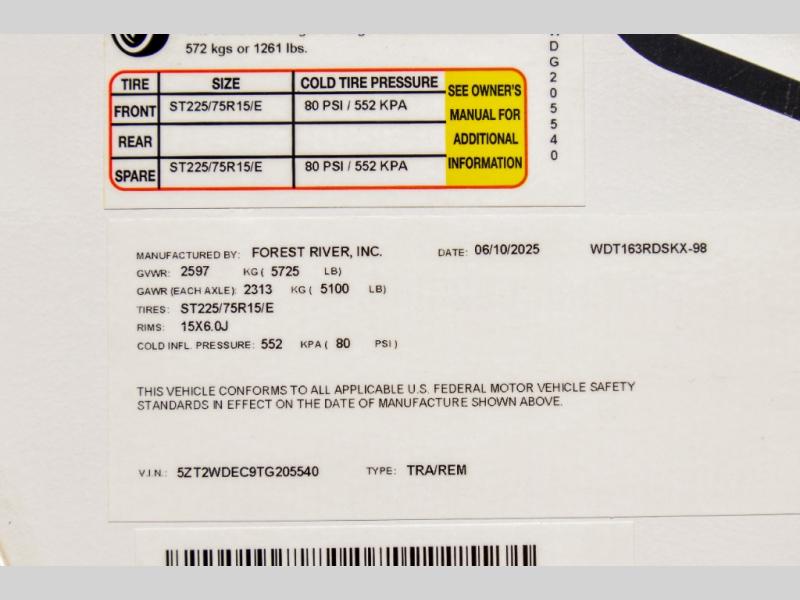 572 kgs or 1261 lbs.
TIRE SIZE COLD TIRE PRESSURE
FRONT ST225/75R15/E 80 PSI / 552 KPA
REAR
SPARE ST225/75R15/E 80 PSI / 552 KPA
SEE OWNER'S
MANUAL FOR
ADDITIONAL
INFORMATION
DG205540
MANUFACTURED BY: FOREST RIVER, INC. DATE: 06/10/2025 WDT163RDSKX-98
GVWR: 2597 KG ( 5725 LB)
GAWR (EACH AXLE): 2313 KG ( 5100 LB)
TIRES: ST225/75R15/E
RIMS: 15X6.0J
COLD INFL. PRESSURE: 552 KPA ( 80 PSI )
THIS VEHICLE CONFORMS TO ALL APPLICABLE U.S. FEDERAL MOTOR VEHICLE SAFETY
STANDARDS IN EFFECT ON THE DATE OF MANUFACTURE SHOWN ABOVE.
V.I.N.: 5ZT2WDEC9TG205540 TYPE: TRA/REM